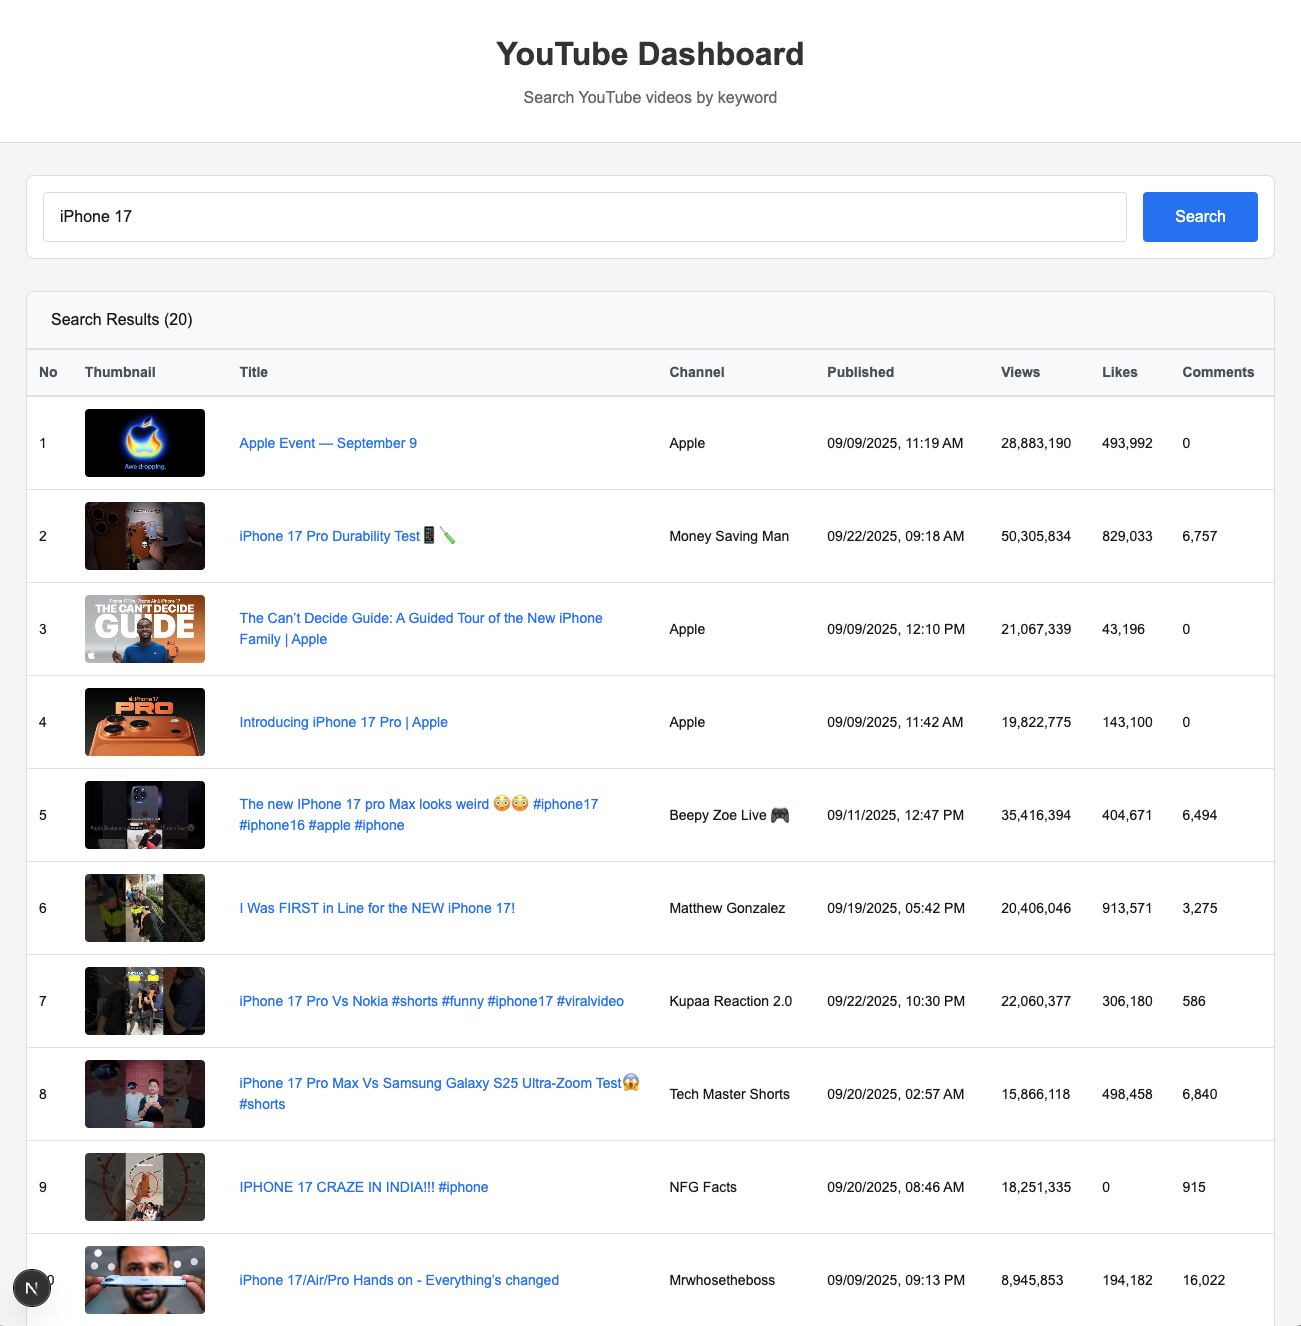 YouTube Dashboard
Search YouTube videos by keyword
iPhone 17
Search
Search Results (20)
No Thumbnail Title Channel Published Views Likes Comments
1 Awe dropping. Apple Event — September 9 Apple 09/09/2025, 11:19 AM 28,883,190 493,992 0
2 iPhone 17 Pro Durability Test📱🪛 Money Saving Man 09/22/2025, 09:18 AM 50,305,834 829,033 6,757
iPhone 17 Pro, iPhone Air & iPhone 17
THE CAN'T DECIDE
GUIDE
3 The Can’t Decide Guide: A Guided Tour of the New iPhone
Family | Apple Apple 09/09/2025, 12:10 PM 21,067,339 43,196 0
iPhone 17
PRO
4 Introducing iPhone 17 Pro | Apple Apple 09/09/2025, 11:42 AM 19,822,775 143,100 0
5 The new IPhone 17 pro Max looks weird 😳😳 #iphone17
#iphone16 #apple #iphone Beepy Zoe Live 🎮 09/11/2025, 12:47 PM 35,416,394 404,671 6,494
6 I Was FIRST in Line for the NEW iPhone 17! Matthew Gonzalez 09/19/2025, 05:42 PM 20,406,046 913,571 3,275
7 iPhone 17 Pro Vs Nokia #shorts #funny #iphone17 #viralvideo Kupaa Reaction 2.0 09/22/2025, 10:30 PM 22,060,377 306,180 586
8 iPhone 17 Pro Max Vs Samsung Galaxy S25 Ultra-Zoom Test😱
#shorts Tech Master Shorts 09/20/2025, 02:57 AM 15,866,118 498,458 6,840
9 IPHONE 17 CRAZE IN INDIA!!! #iphone NFG Facts 09/20/2025, 08:46 AM 18,251,335 0 915
0 iPhone 17/Air/Pro Hands on - Everything’s changed Mrwhosetheboss 09/09/2025, 09:13 PM 8,945,853 194,182 16,022
N